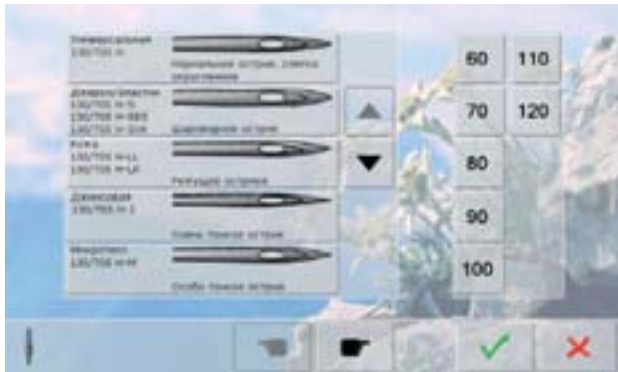 Универсальная
130/705 H
Нормальное острие, слегка
округленное
Джерси/эластик
130/705 H-S
130/705 H-SES
130/705 H-SUK
Шаровидное острие
Кожа
130/705 H-LL
130/705 H-LR
Режущее острие
Джинсовая
130/705 H-J
Очень тонкое острие
Микротекс
130/705 H-M
Особо тонкое острие
60 110
70 120
80
90
100